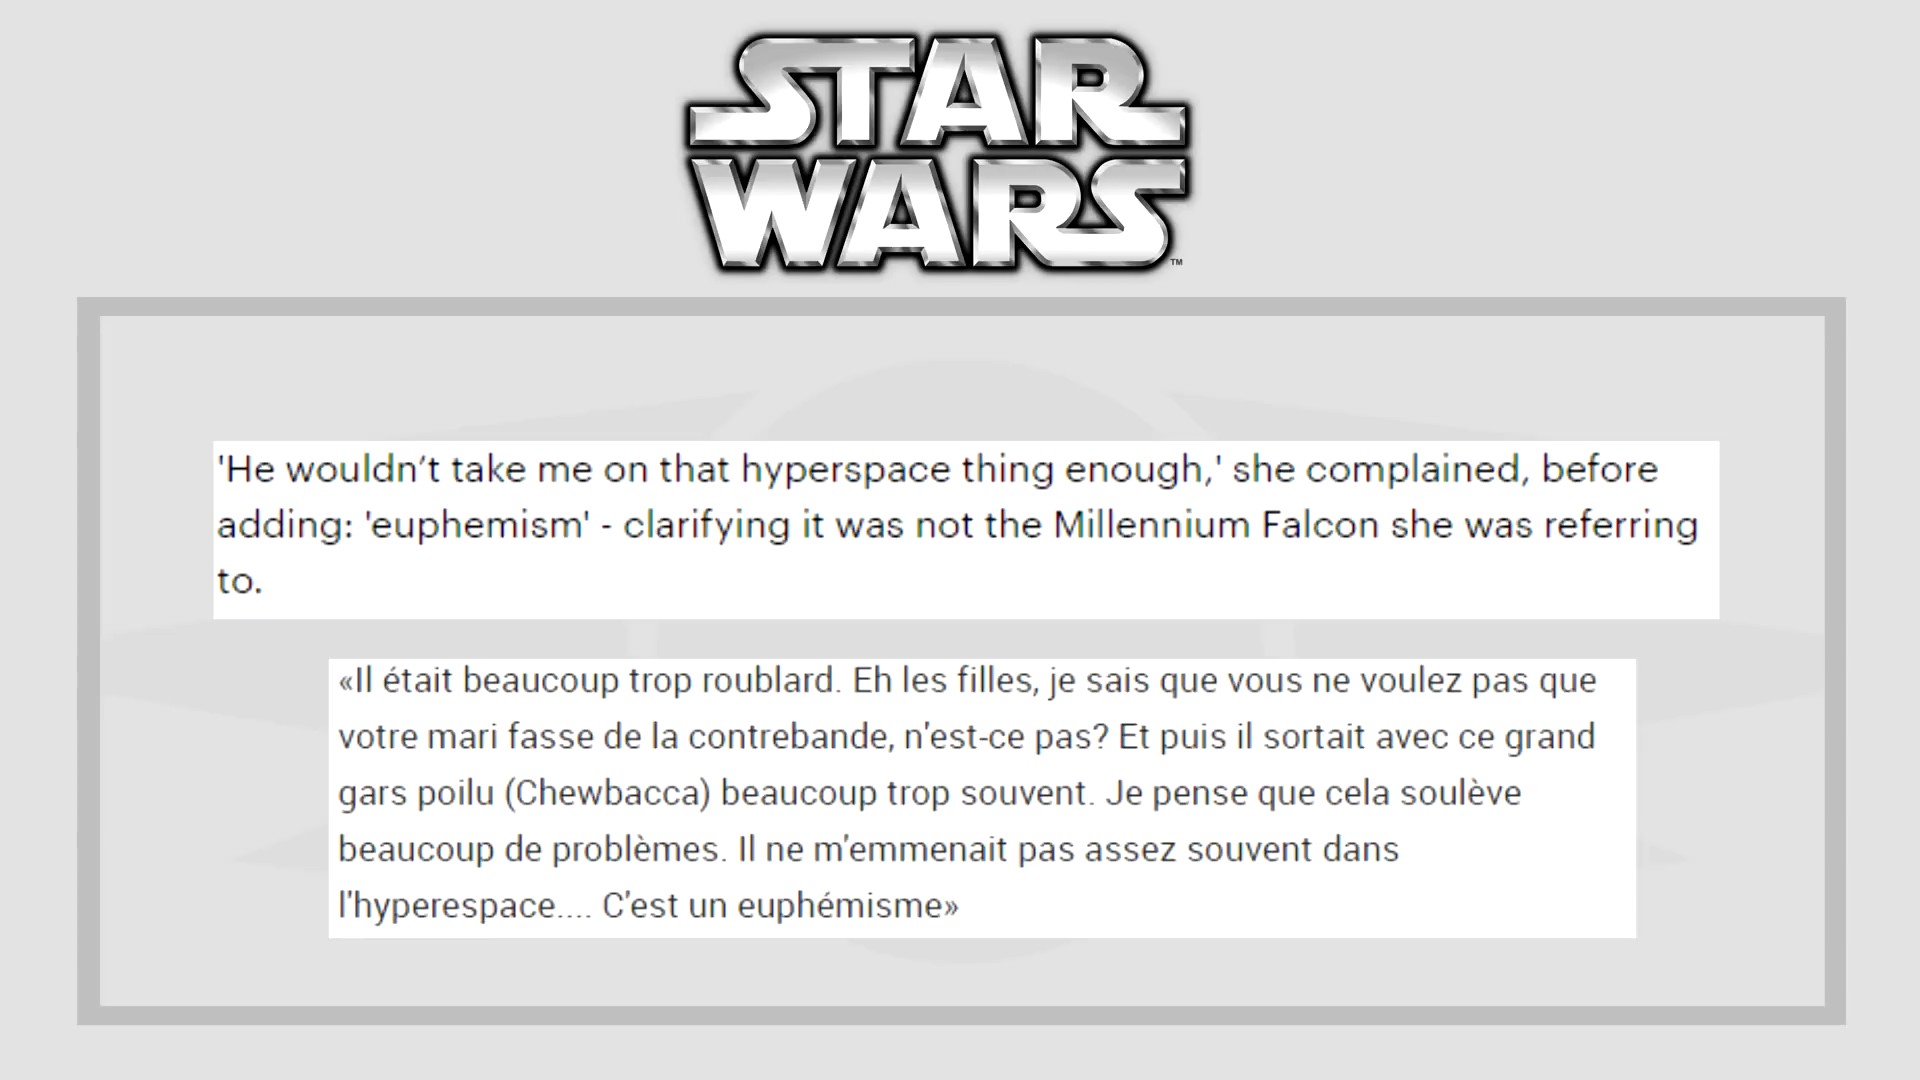 STAR
WARS
™
'He wouldn’t take me on that hyperspace thing enough,' she complained, before
adding: 'euphemism' - clarifying it was not the Millennium Falcon she was referring
to.
«Il était beaucoup trop roublard. Eh les filles, je sais que vous ne voulez pas que
votre mari fasse de la contrebande, n'est-ce pas? Et puis il sortait avec ce grand
gars poilu (Chewbacca) beaucoup trop souvent. Je pense que cela soulève
beaucoup de problèmes. Il ne m'emmenait pas assez souvent dans
l'hyperespace.... C'est un euphémisme»